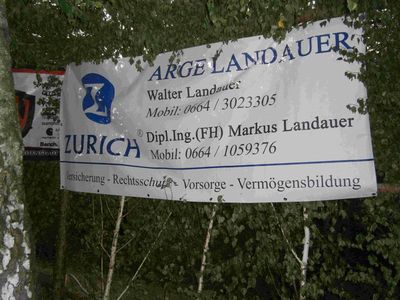 ARGE LANDAUER
Walter Landauer
Mobil: 0664 / 3023305
Dipl.Ing.(FH) Markus Landauer
Mobil: 0664 / 1059376
ZURICH®
ersicherung - Rechtsschutz - Vorsorge - Vermögensbildung